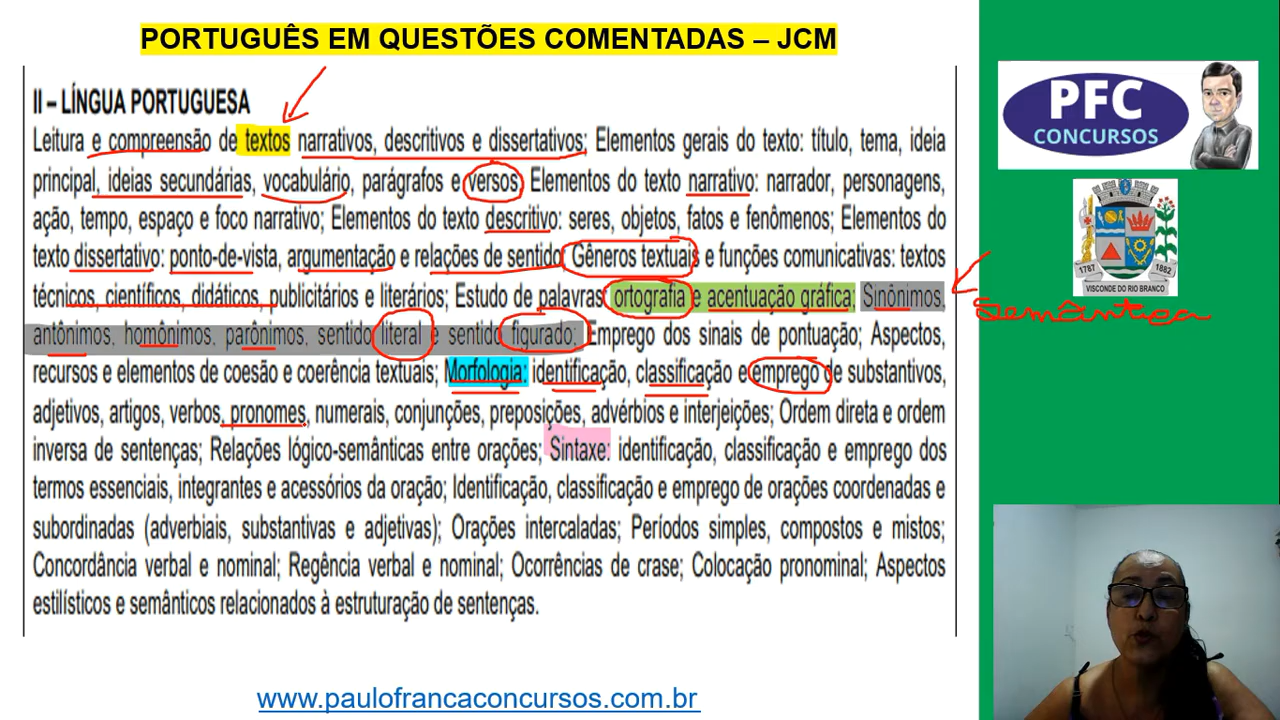 PORTUGUÊS EM QUESTÕES COMENTADAS – JCM
II – LÍNGUA PORTUGUESA
Leitura e compreensão de textos narrativos, descritivos e dissertativos; Elementos gerais do texto: título, tema, ideia
principal, ideias secundárias, vocabulário, parágrafos e versos; Elementos do texto narrativo: narrador, personagens,
ação, tempo, espaço e foco narrativo; Elementos do texto descritivo: seres, objetos, fatos e fenômenos; Elementos do
texto dissertativo: ponto-de-vista, argumentação e relações de sentido; Gêneros textuais e funções comunicativas: textos
técnicos, científicos, didáticos, publicitários e literários; Estudo de palavras: ortografia e acentuação gráfica; Sinônimos,
antônimos, homônimos, parônimos, sentido literal e sentido figurado; Emprego dos sinais de pontuação; Aspectos,
recursos e elementos de coesão e coerência textuais; Morfologia: identificação, classificação e emprego de substantivos,
adjetivos, artigos, verbos, pronomes, numerais, conjunções, preposições, advérbios e interjeições; Ordem direta e ordem
inversa de sentenças; Relações lógico-semânticas entre orações; Sintaxe: identificação, classificação e emprego dos
termos essenciais, integrantes e acessórios da oração; Identificação, classificação e emprego de orações coordenadas e
subordinadas (adverbiais, substantivas e adjetivas); Orações intercaladas; Períodos simples, compostos e mistos;
Concordância verbal e nominal; Regência verbal e nominal; Ocorrências de crase; Colocação pronominal; Aspectos
estilísticos e semânticos relacionados à estruturação de sentenças.
www.paulofrancaconcursos.com.br
PFC
CONCURSOS
1787 1882
VISCONDE DO RIO BRANCO
Semântica